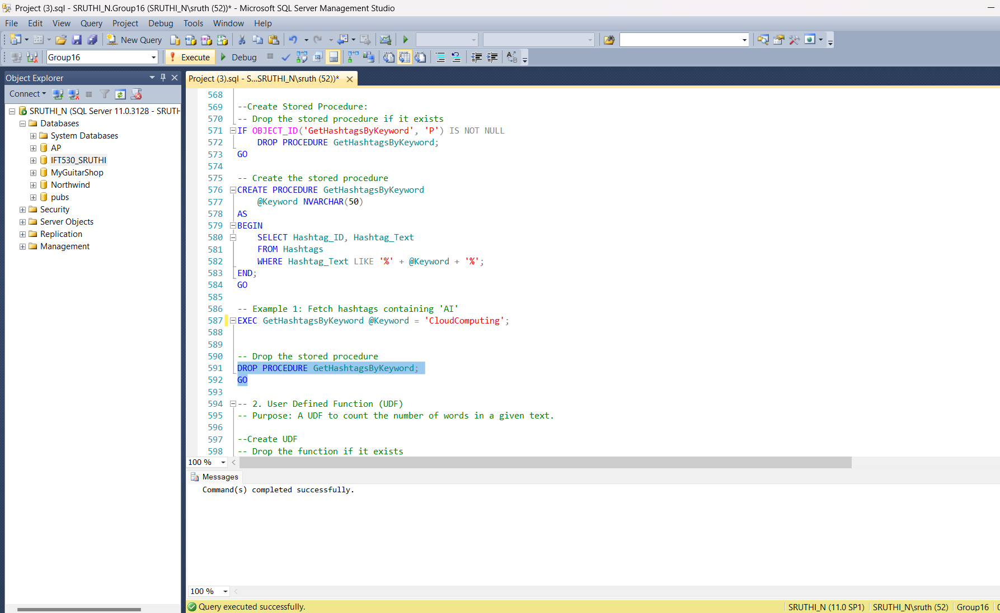 Project (3).sql - SRUTHI_N.Group16 (SRUTHI_N\sruth (52))* - Microsoft SQL Server Management Studio
File Edit View Query Project Debug Tools Window Help
New Query
Group16 Execute Debug
Object Explorer
Connect
SRUTHI_N (SQL Server 11.0.3128 - SRUTH
Databases
System Databases
AP
IFT530_SRUTHI
MyGuitarShop
Northwind
pubs
Security
Server Objects
Replication
Management
Project (3).sql - S...SRUTHI_N\sruth (52))*
568
569 --Create Stored Procedure:
570 -- Drop the stored procedure if it exists
571 IF OBJECT_ID('GetHashtagsByKeyword', 'P') IS NOT NULL
572 DROP PROCEDURE GetHashtagsByKeyword;
573 GO
574
575 -- Create the stored procedure
576 CREATE PROCEDURE GetHashtagsByKeyword
577 @Keyword NVARCHAR(50)
578 AS
579 BEGIN
580 SELECT Hashtag_ID, Hashtag_Text
581 FROM Hashtags
582 WHERE Hashtag_Text LIKE '%' + @Keyword + '%';
583 END;
584 GO
585
586 -- Example 1: Fetch hashtags containing 'AI'
587 EXEC GetHashtagsByKeyword @Keyword = 'CloudComputing';
588
589
590 -- Drop the stored procedure
591 DROP PROCEDURE GetHashtagsByKeyword;
592 GO
593
594 -- 2. User Defined Function (UDF)
595 -- Purpose: A UDF to count the number of words in a given text.
596
597 --Create UDF
598 -- Drop the function if it exists
100 %
Messages
Command(s) completed successfully.
100 %
Query executed successfully.
SRUTHI_N (11.0 SP1) SRUTHI_N\sruth (52) Group16